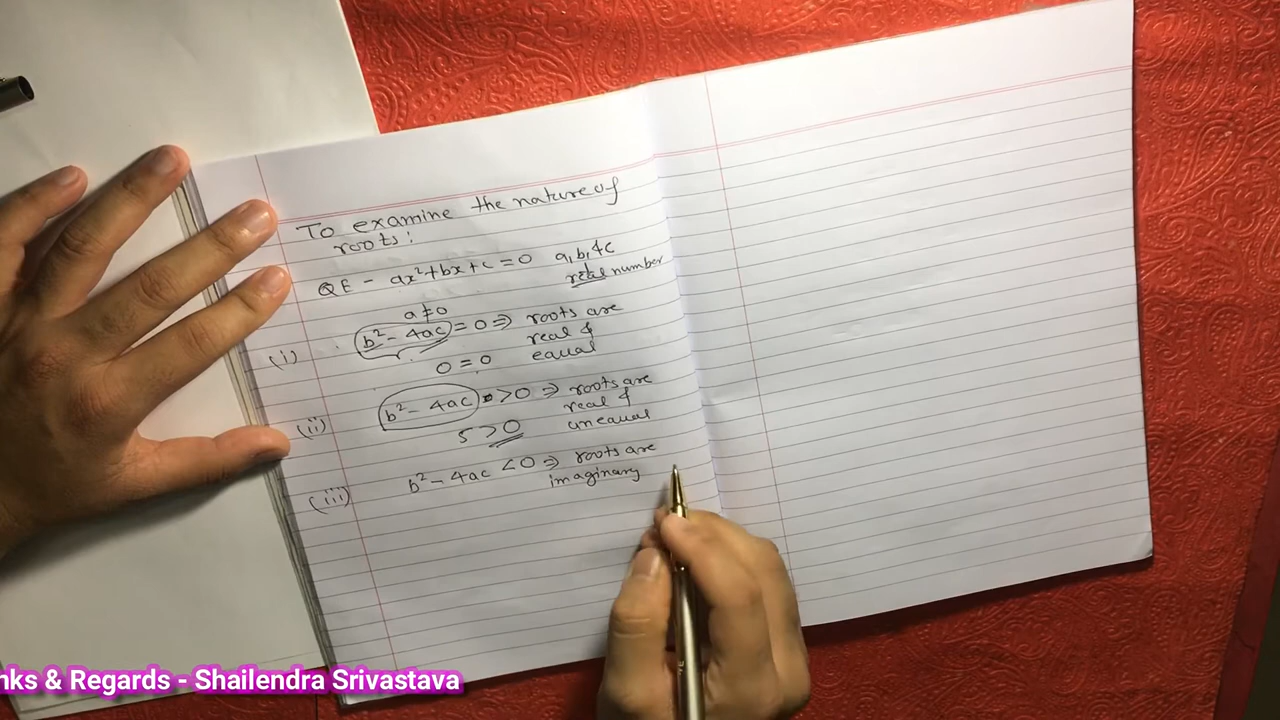 To examine the nature of
roots:
QE - ax²+bx+c=0 a,b,&c
real number
a≠0
(i) b²-4ac=0⇒ roots are
real &
0=0 equal
(ii) b²-4ac >0⇒ roots are
real &
5>0 unequal
(iii) b²-4ac <0⇒ roots are
imaginary
nks & Regards - Shailendra Srivastava